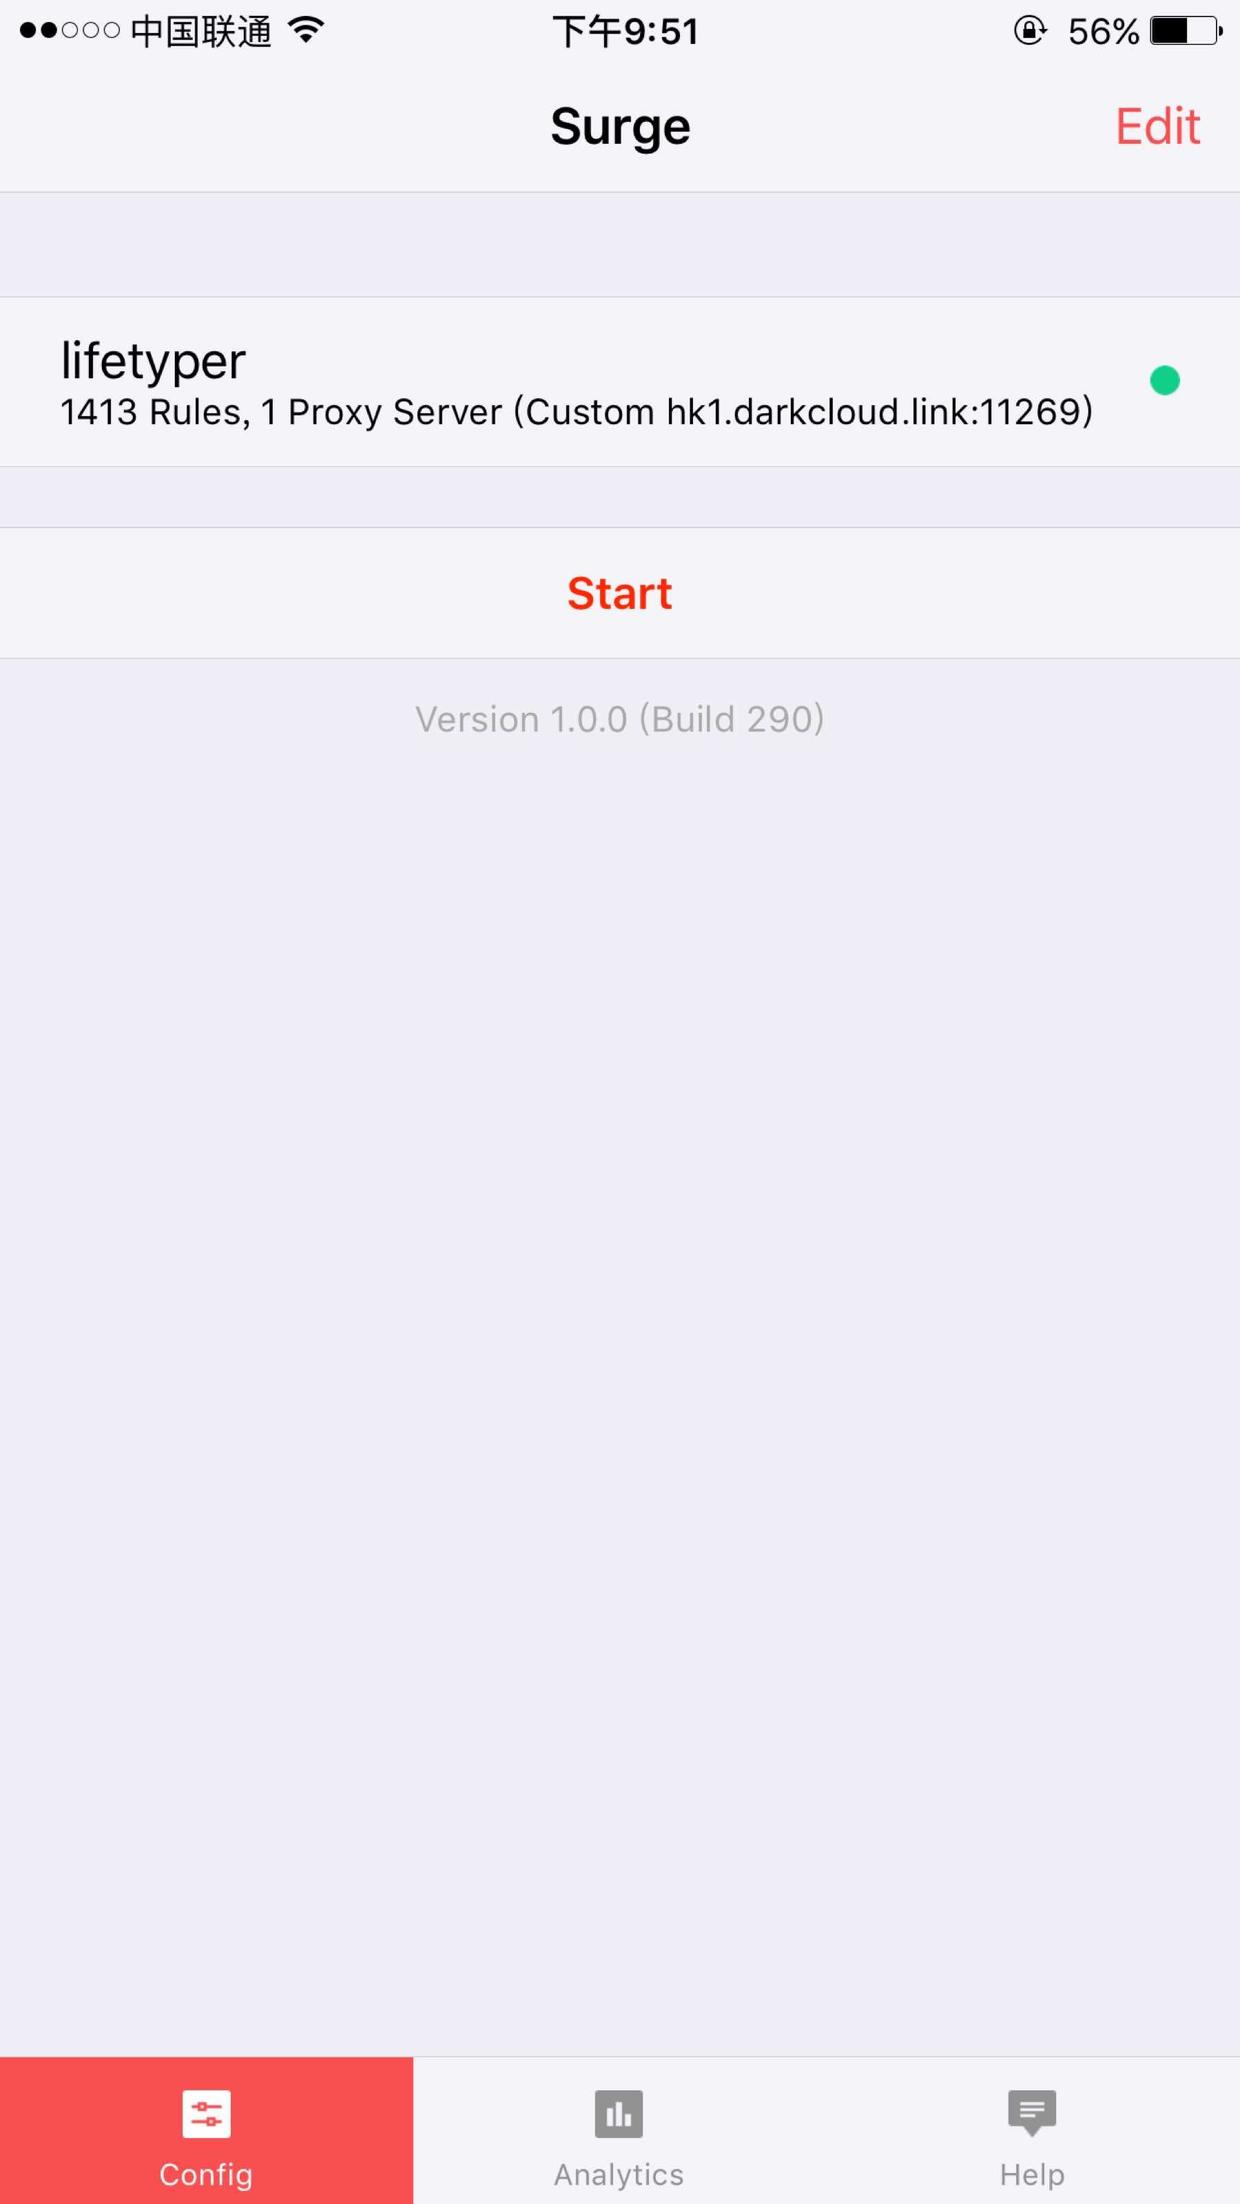 中国联通
下午9:51
56%
Surge
Edit
lifetyper
1413 Rules, 1 Proxy Server (Custom hk1.darkcloud.link:11269)
Start
Version 1.0.0 (Build 290)
Config
Analytics
Help